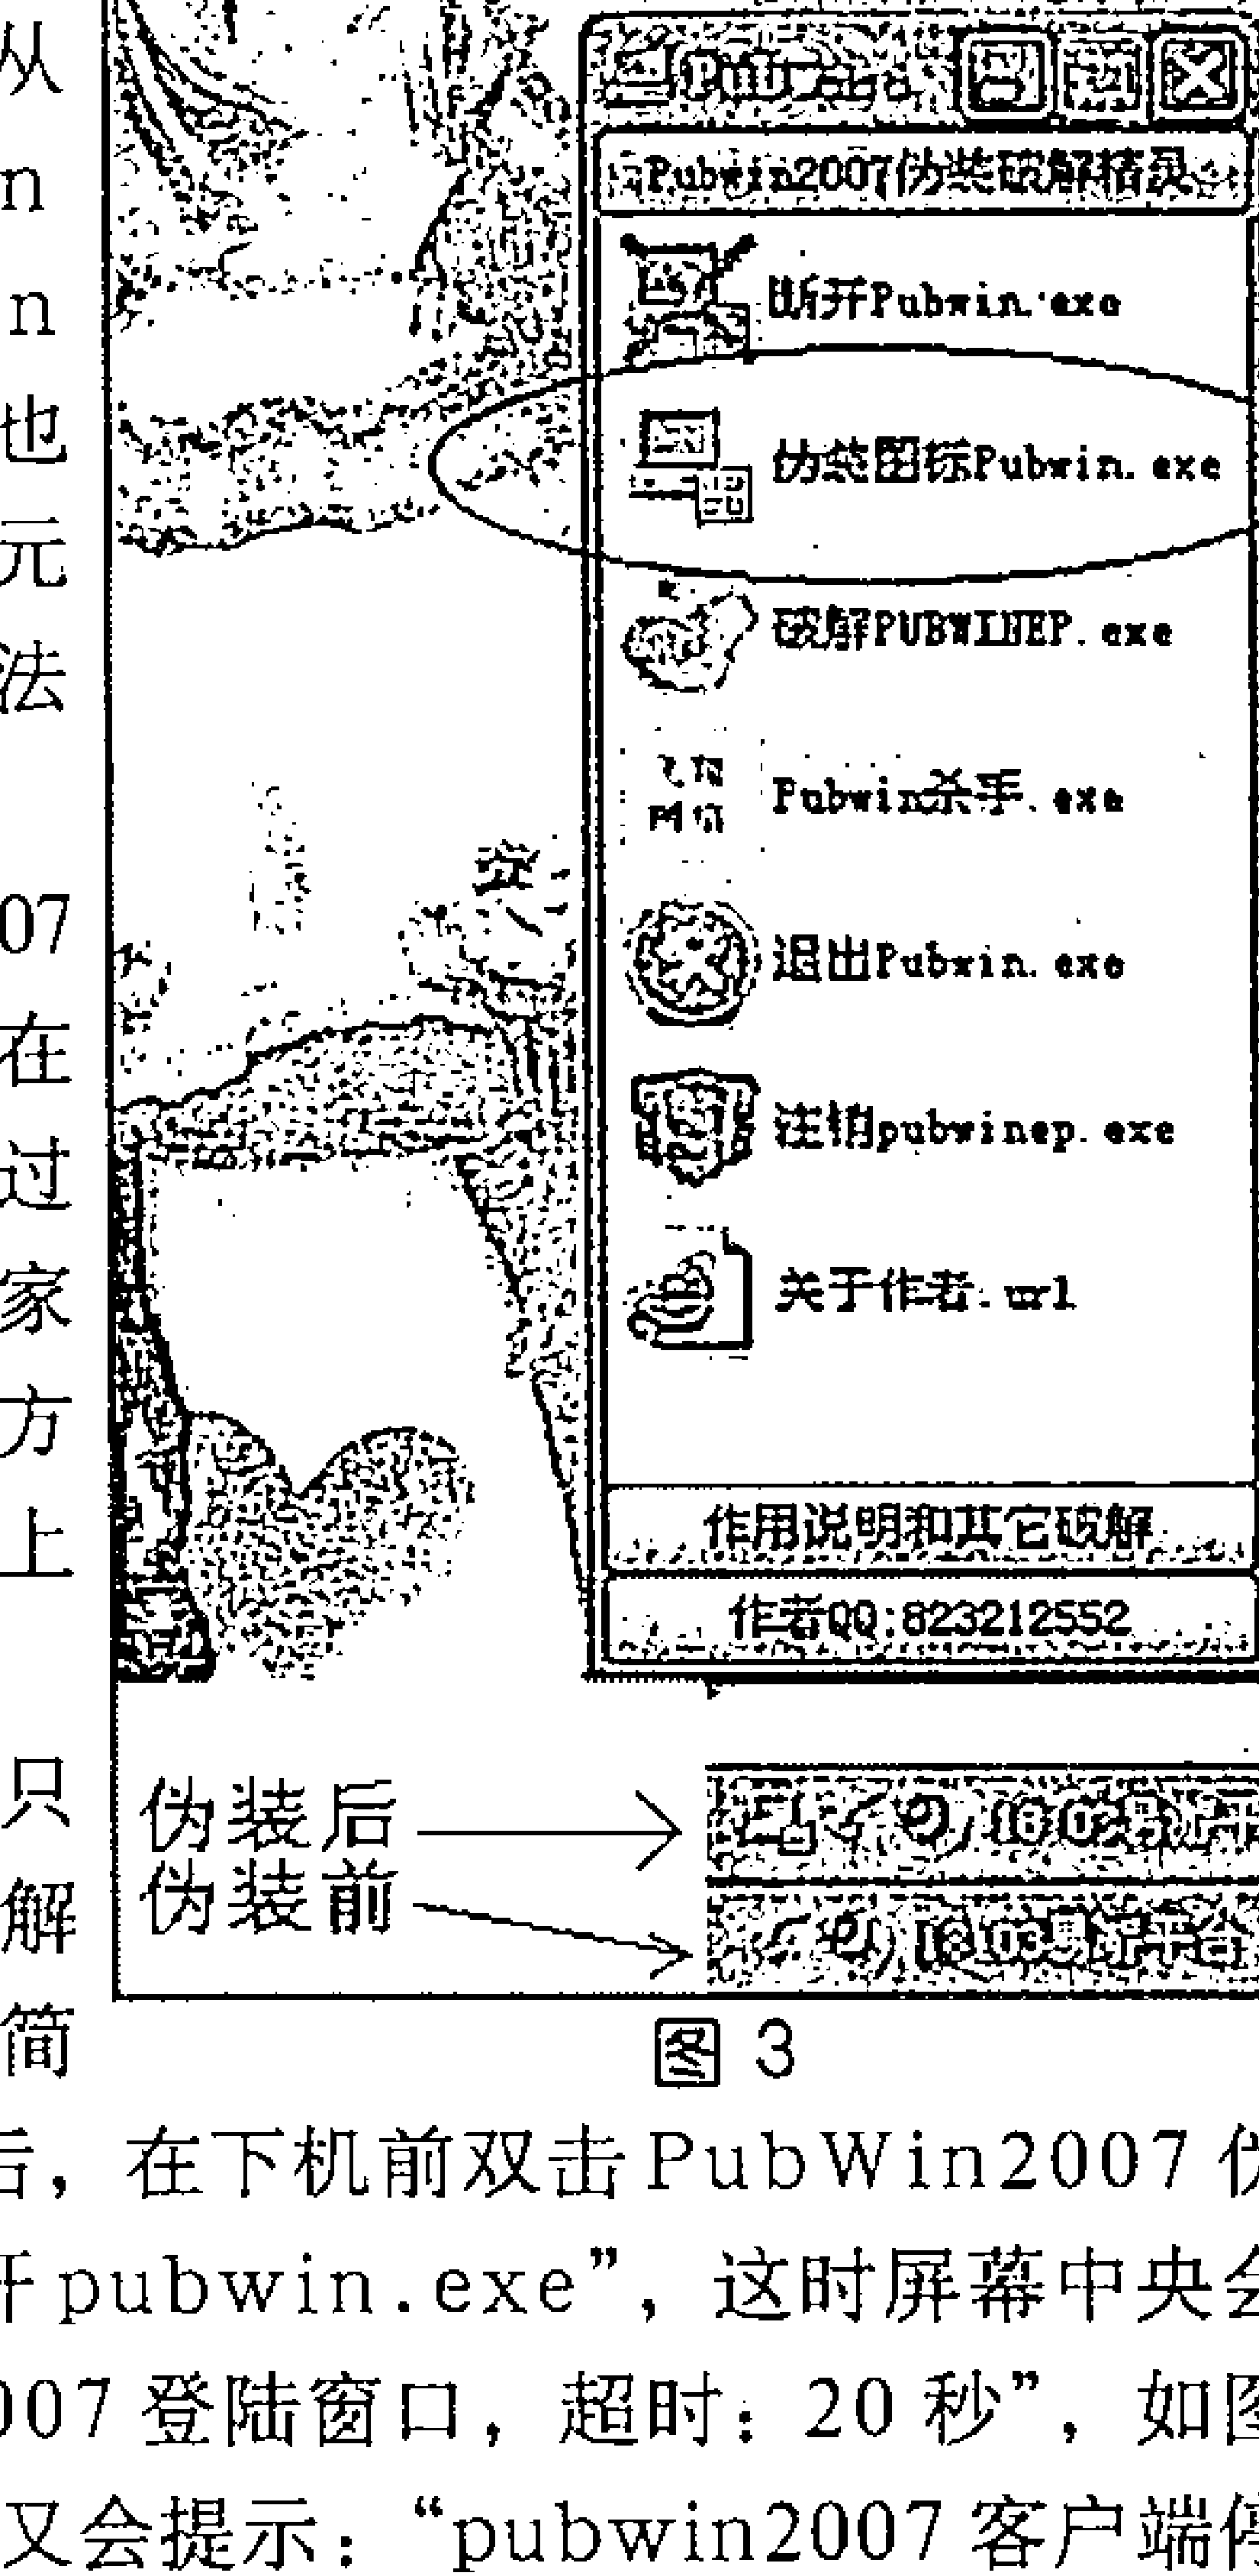 从
n
n
也
元
法
07
在
过
家
方
上
只
解
简
Pubwin2007伪装破解精灵
断开Pubwin.exe
伪装图标Pubwin.exe
破解PUBWINEP.exe
Pubwin杀手.exe
退出Pubwin.exe
注销pubwinep.exe
关于作者.url
作用说明和其它破解
作者QQ:823212552
伪装后
伪装前
18:03
图 3
后，在下机前双击PubWin2007
开pubwin.exe”，这时屏幕中央会
007登陆窗口，超时：20秒”，如图
又会提示：“pubwin2007客户端停